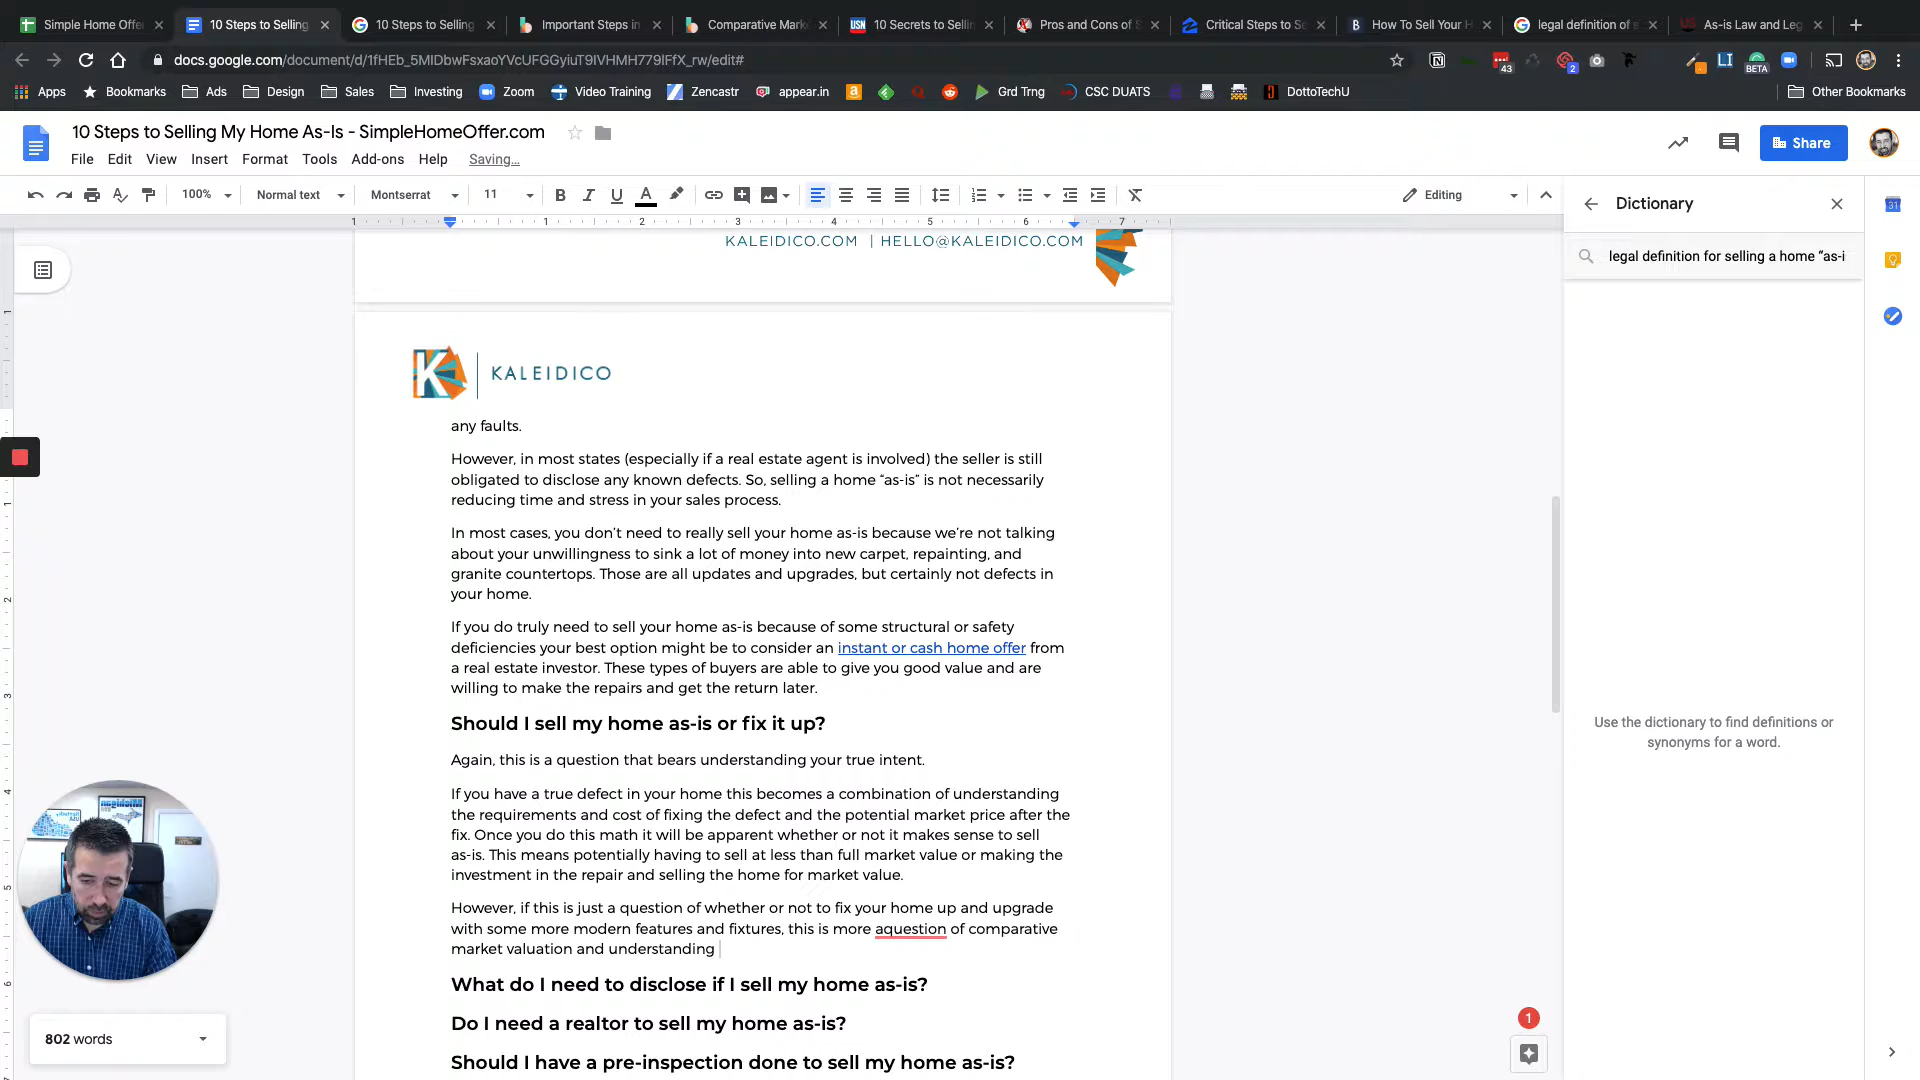 Simple Home Offer
10 Steps to Selling
10 Steps to Selling
Important Steps in
Comparative Mark
10 Secrets to Sellin
Pros and Cons of S
Critical Steps to Se
How To Sell Your H
legal definition of s
As-is Law and Leg
docs.google.com/document/d/1fHEb_5MIDbwFsxaoYVcUFGGyiuT9IVHMH779lFfX_rw/edit#
43
2
BETA
Apps
Bookmarks
Ads
Design
Sales
Investing
Zoom
Video Training
Zencastr
appear.in
Grd Trng
CSC DUATS
DottoTechU
Other Bookmarks
10 Steps to Selling My Home As-Is - SimpleHomeOffer.com
File Edit View Insert Format Tools Add-ons Help Saving...
Share
100% Normal text Montserrat 11 Editing
Dictionary
legal definition for selling a home “as-i
Use the dictionary to find definitions or
synonyms for a word.
KALEIDICO.COM | HELLO@KALEIDICO.COM
KALEIDICO
any faults.
However, in most states (especially if a real estate agent is involved) the seller is still
obligated to disclose any known defects. So, selling a home “as-is” is not necessarily
reducing time and stress in your sales process.
In most cases, you don’t need to really sell your home as-is because we’re not talking
about your unwillingness to sink a lot of money into new carpet, repainting, and
granite countertops. Those are all updates and upgrades, but certainly not defects in
your home.
If you do truly need to sell your home as-is because of some structural or safety
deficiencies your best option might be to consider an instant or cash home offer from
a real estate investor. These types of buyers are able to give you good value and are
willing to make the repairs and get the return later.
Should I sell my home as-is or fix it up?
Again, this is a question that bears understanding your true intent.
If you have a true defect in your home this becomes a combination of understanding
the requirements and cost of fixing the defect and the potential market price after the
fix. Once you do this math it will be apparent whether or not it makes sense to sell
as-is. This means potentially having to sell at less than full market value or making the
investment in the repair and selling the home for market value.
However, if this is just a question of whether or not to fix your home up and upgrade
with some more modern features and fixtures, this is more aquestion of comparative
market valuation and understanding
What do I need to disclose if I sell my home as-is?
Do I need a realtor to sell my home as-is?
Should I have a pre-inspection done to sell my home as-is?
802 words
1